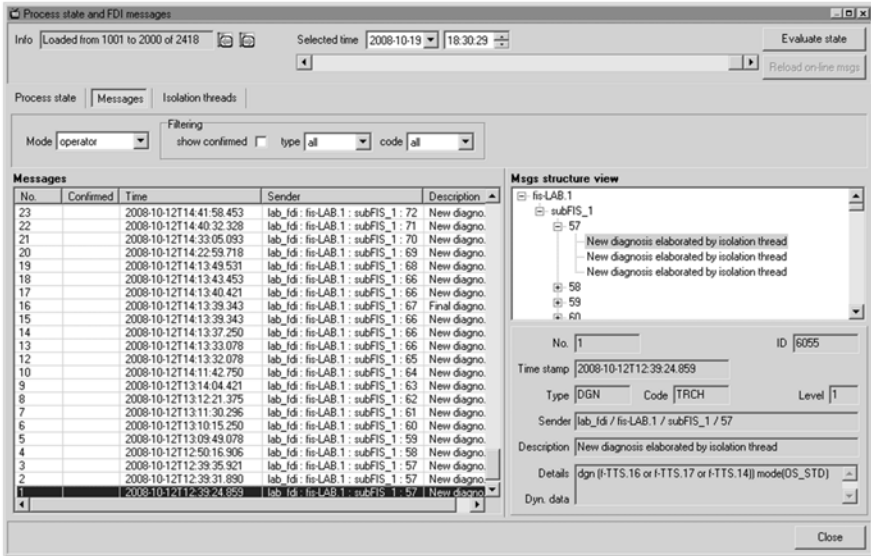 Process state and FDI messages
Info Loaded from 1001 to 2000 of 2418 Selected time 2008-10-19 18:30:29 Evaluate state
Reload on-line msgs
Process state Messages Isolation threads
Filtering
Mode operator show confirmed type all code all
Messages Msgs structure view
No. Confirmed Time Sender Description
23 2008-10-12T14:41:58.453 lab_fdi : fis-LAB.1 : subFIS_1 : 72 New diagno.
22 2008-10-12T14:40:32.328 lab_fdi : fis-LAB.1 : subFIS_1 : 71 New diagno.
21 2008-10-12T14:33:05.093 lab_fdi : fis-LAB.1 : subFIS_1 : 70 New diagno.
20 2008-10-12T14:22:59.718 lab_fdi : fis-LAB.1 : subFIS_1 : 69 New diagno.
19 2008-10-12T14:13:49.531 lab_fdi : fis-LAB.1 : subFIS_1 : 68 New diagno.
18 2008-10-12T14:13:43.453 lab_fdi : fis-LAB.1 : subFIS_1 : 66 New diagno.
17 2008-10-12T14:13:40.421 lab_fdi : fis-LAB.1 : subFIS_1 : 66 New diagno.
16 2008-10-12T14:13:39.343 lab_fdi : fis-LAB.1 : subFIS_1 : 67 Final diagno.
15 2008-10-12T14:13:39.343 lab_fdi : fis-LAB.1 : subFIS_1 : 66 New diagno.
14 2008-10-12T14:13:37.250 lab_fdi : fis-LAB.1 : subFIS_1 : 66 New diagno.
13 2008-10-12T14:13:33.078 lab_fdi : fis-LAB.1 : subFIS_1 : 66 New diagno.
12 2008-10-12T14:13:32.078 lab_fdi : fis-LAB.1 : subFIS_1 : 65 New diagno.
10 2008-10-12T14:11:42.750 lab_fdi : fis-LAB.1 : subFIS_1 : 64 New diagno.
9 2008-10-12T13:14:04.421 lab_fdi : fis-LAB.1 : subFIS_1 : 63 New diagno.
8 2008-10-12T13:12:21.375 lab_fdi : fis-LAB.1 : subFIS_1 : 62 New diagno.
7 2008-10-12T13:11:30.296 lab_fdi : fis-LAB.1 : subFIS_1 : 61 New diagno.
6 2008-10-12T13:10:15.250 lab_fdi : fis-LAB.1 : subFIS_1 : 60 New diagno.
5 2008-10-12T13:09:49.078 lab_fdi : fis-LAB.1 : subFIS_1 : 59 New diagno.
4 2008-10-12T12:50:16.906 lab_fdi : fis-LAB.1 : subFIS_1 : 58 New diagno.
3 2008-10-12T12:39:35.921 lab_fdi : fis-LAB.1 : subFIS_1 : 57 New diagno.
2 2008-10-12T12:39:31.890 lab_fdi : fis-LAB.1 : subFIS_1 : 57 New diagno.
1 2008-10-12T12:39:24.859 lab_fdi : fis-LAB.1 : subFIS_1 : 57 New diagno.
fis-LAB.1
subFIS_1
57
New diagnosis elaborated by isolation thread
New diagnosis elaborated by isolation thread
New diagnosis elaborated by isolation thread
58
59
60
No. 1 ID 6055
Time stamp 2008-10-12T12:39:24.859
Type DGN Code TRCH Level 1
Sender lab_fdi / fis-LAB.1 / subFIS_1 / 57
Description New diagnosis elaborated by isolation thread
Details dgn (f-TTS.16 or f-TTS.17 or f-TTS.14)) mode(OS_STD)
Dyn. data
Close